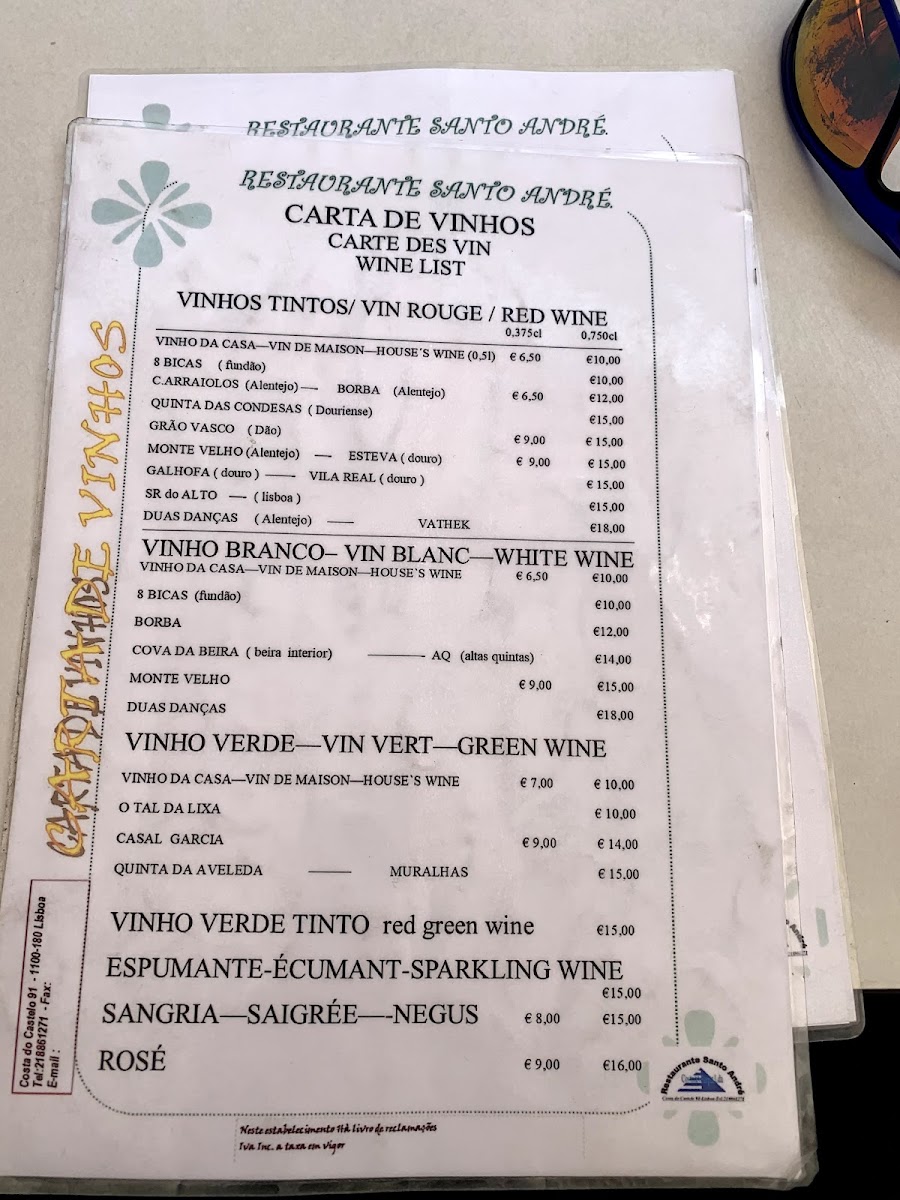 RESTAURANTE SANTO ANDRÉ.
RESTAURANTE SANTO ANDRÉ.
CARTA DE VINHOS
CARTE DES VIN
WINE LIST
VINHOS TINTOS/ VIN ROUGE / RED WINE
0,375cl 0,750cl
VINHO DA CASA—VIN DE MAISON—HOUSE`S WINE (0,5l) € 6,50 €10,00
8 BICAS ( fundão) €10,00
C.ARRAIOLOS (Alentejo)— BORBA (Alentejo) € 6,50 €12,00
QUINTA DAS CONDESAS ( Douriense) €15,00
GRÃO VASCO (Dão) € 9,00 € 15,00
MONTE VELHO (Alentejo) — ESTEVA ( douro) € 9,00 € 15,00
GALHOFA ( douro ) —— VILA REAL ( douro ) € 15,00
SR do ALTO — ( lisboa ) €15,00
DUAS DANÇAS ( Alentejo) —— VATHEK €18,00
VINHO BRANCO– VIN BLANC—WHITE WINE
VINHO DA CASA—VIN DE MAISON—HOUSE`S WINE € 6,50 €10,00
8 BICAS (fundão) €10,00
BORBA €12,00
COVA DA BEIRA ( beira interior) ———— AQ (altas quintas) €14,00
MONTE VELHO € 9,00 €15,00
DUAS DANÇAS €18,00
VINHO VERDE—VIN VERT—GREEN WINE
VINHO DA CASA—VIN DE MAISON—HOUSE`S WINE € 7,00 € 10,00
O TAL DA LIXA € 10,00
CASAL GARCIA € 9,00 € 14,00
QUINTA DA AVELEDA ——— MURALHAS € 15,00
VINHO VERDE TINTO red green wine €15,00
ESPUMANTE-ÉCUMANT-SPARKLING WINE
€15,00
SANGRIA—SAIGRÉE—-NEGUS € 8,00 €15,00
ROSÉ € 9,00 €16,00
CARTA DE VINHOS
Costa do Castelo 91 - 1100-180 Lisboa
Tel:218861271 - Fax:
E-mail :
Restaurante Santo André
Neste estabelecimento Há livro de reclamações
Iva Inc. a taxa em vigor